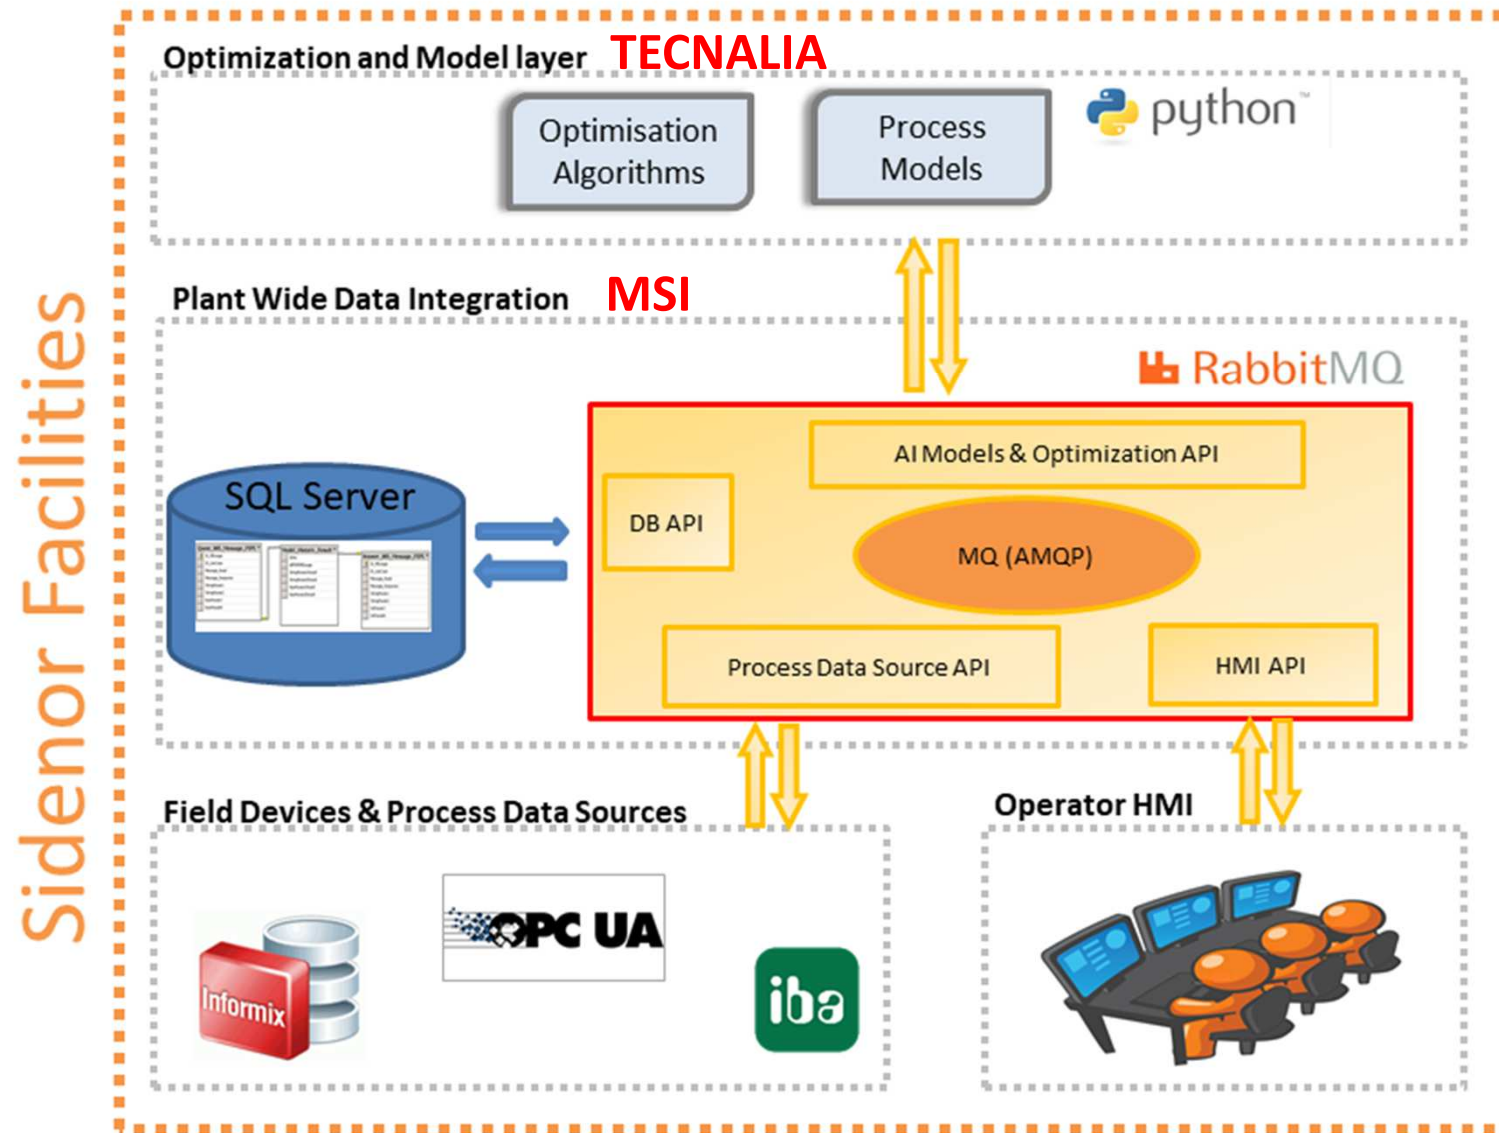 Sidenor Facilities
Optimization and Model layer TECNALIA
Optimisation
Algorithms
Process
Models
python™
Plant Wide Data Integration MSI
RabbitMQ
SQL Server
AI Models & Optimization API
DB API
MQ (AMQP)
Process Data Source API
HMI API
Field Devices & Process Data Sources
Operator HMI
Informix
OPC UA
iba